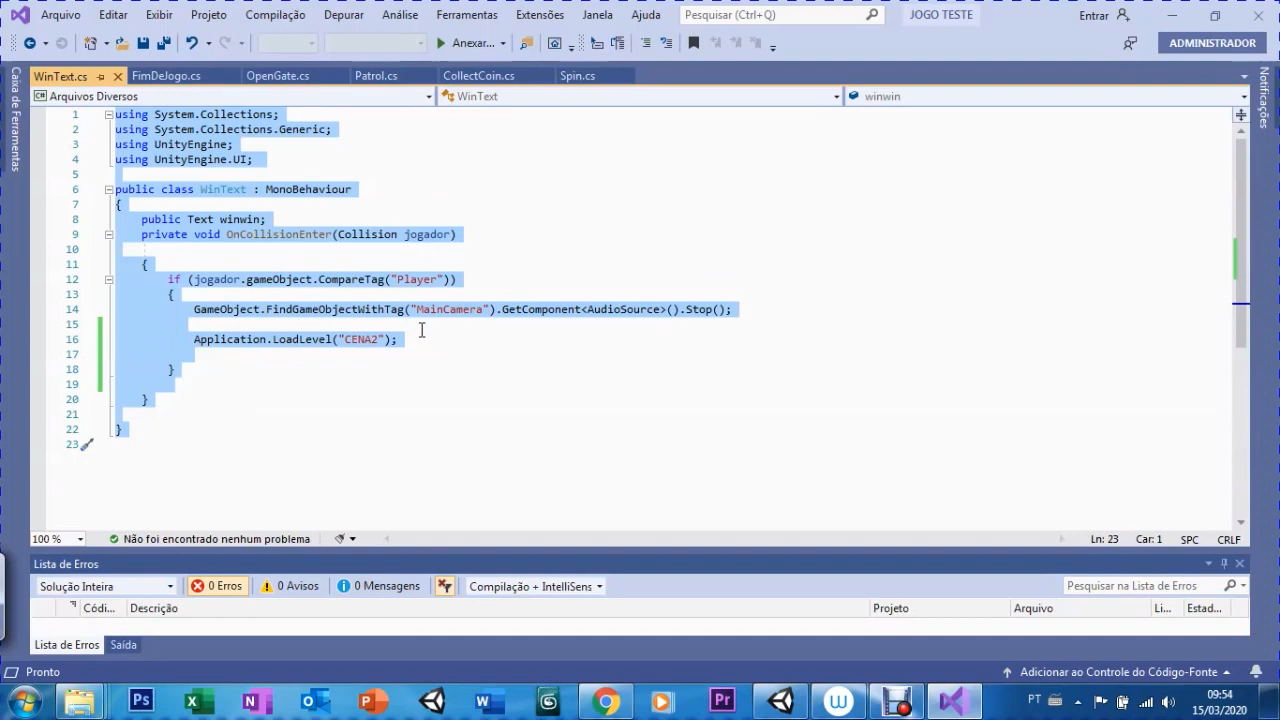 Arquivo Editar Exibir Projeto Compilação Depurar Análise Ferramentas Extensões Janela Ajuda Pesquisar (Ctrl+Q) JOGO TESTE Entrar
Anexar... ADMINISTRADOR
Caixa de Ferramentas
Notificações
WinText.cs FimDeJogo.cs OpenGate.cs Patrol.cs CollectCoin.cs Spin.cs
C# Arquivos Diversos WinText winwin
1 using System.Collections;
2 using System.Collections.Generic;
3 using UnityEngine;
4 using UnityEngine.UI;
5
6 public class WinText : MonoBehaviour
7 {
8 public Text winwin;
9 private void OnCollisionEnter(Collision jogador)
10
11 {
12 if (jogador.gameObject.CompareTag("Player"))
13 {
14 GameObject.FindGameObjectWithTag("MainCamera").GetComponent<AudioSource>().Stop();
15
16 Application.LoadLevel("CENA2");
17
18 }
19
20 }
21
22 }
23
100 % Não foi encontrado nenhum problema Ln: 23 Car: 1 SPC CRLF
Lista de Erros
Solução Inteira 0 Erros 0 Avisos 0 Mensagens Compilação + IntelliSens Pesquisar na Lista de Erros
Códi... Descrição Projeto Arquivo Li... Estad...
Lista de Erros Saída
Pronto Adicionar ao Controle do Código-Fonte
Ps X N O P W S W Pr PT 09:54
15/03/2020